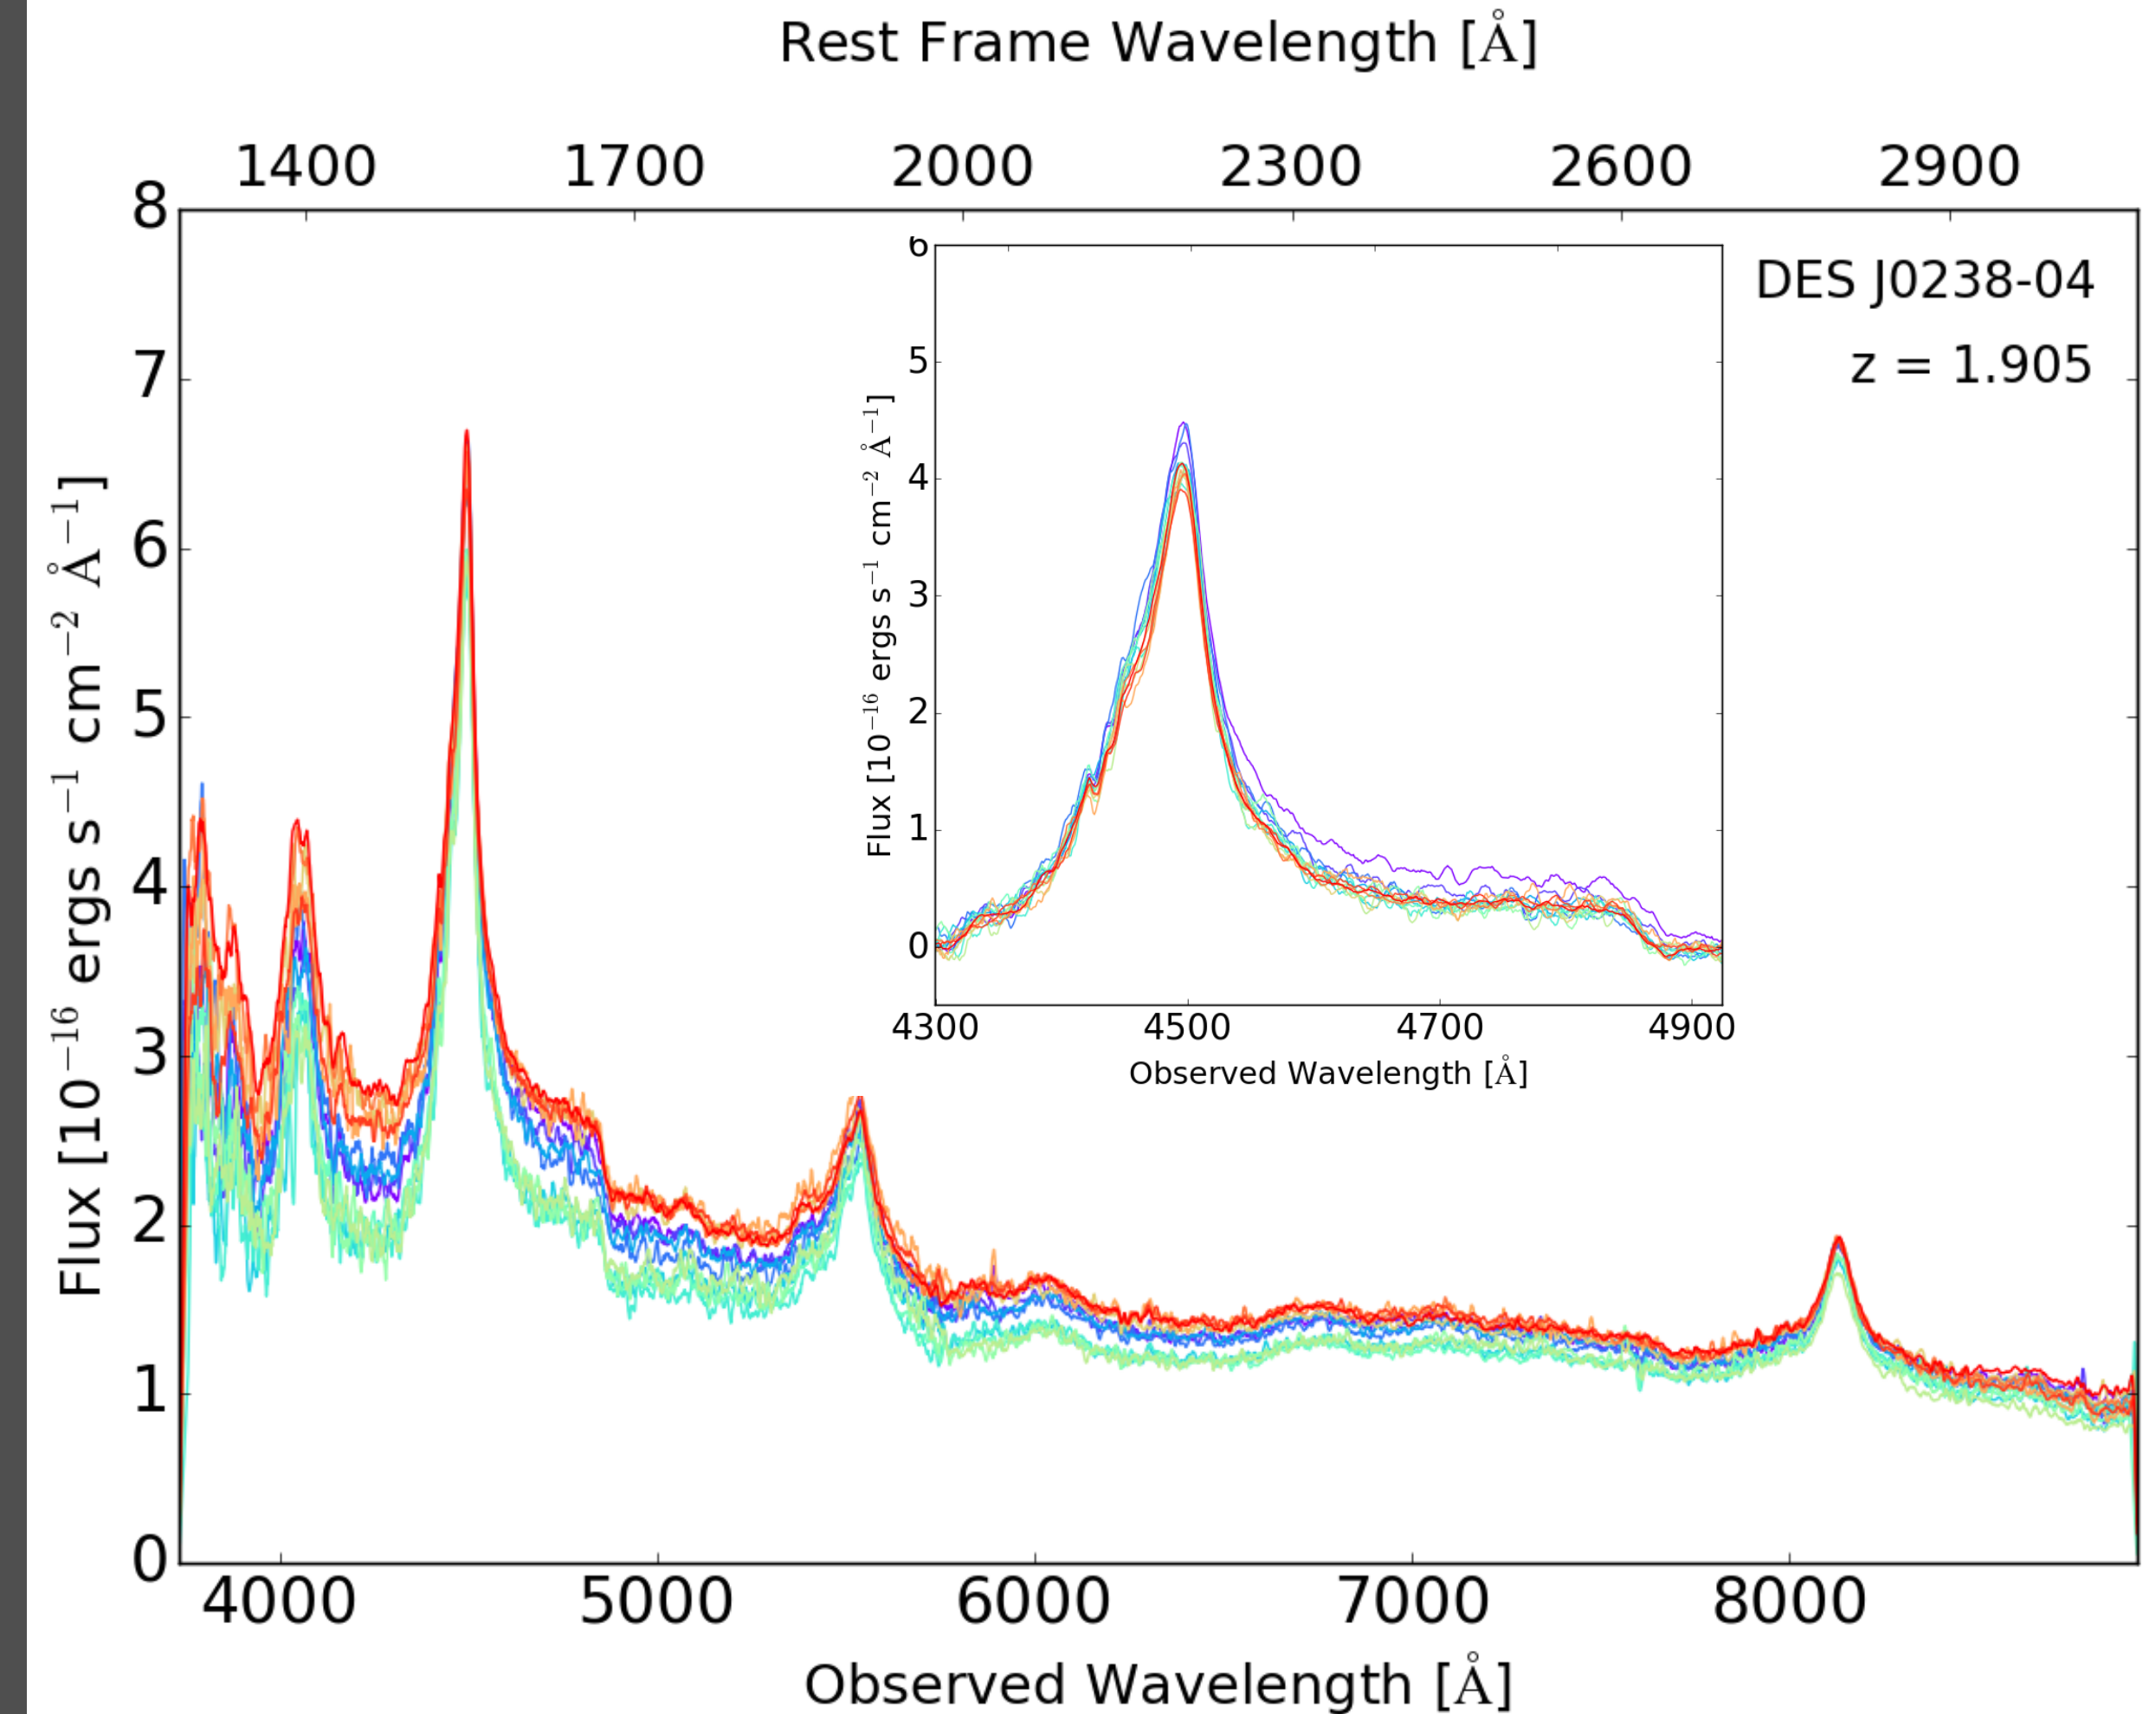 Rest Frame Wavelength [Å]
1400 1700 2000 2300 2600 2900
8
7
6
5
4
3
2
1
0
Flux [10⁻¹⁶ ergs s⁻¹ cm⁻² Å⁻¹]
DES J0238-04
z = 1.905
6
5
4
3
2
1
0
Flux [10⁻¹⁶ ergs s⁻¹ cm⁻² Å⁻¹]
4300 4500 4700 4900
Observed Wavelength [Å]
4000 5000 6000 7000 8000
Observed Wavelength [Å]